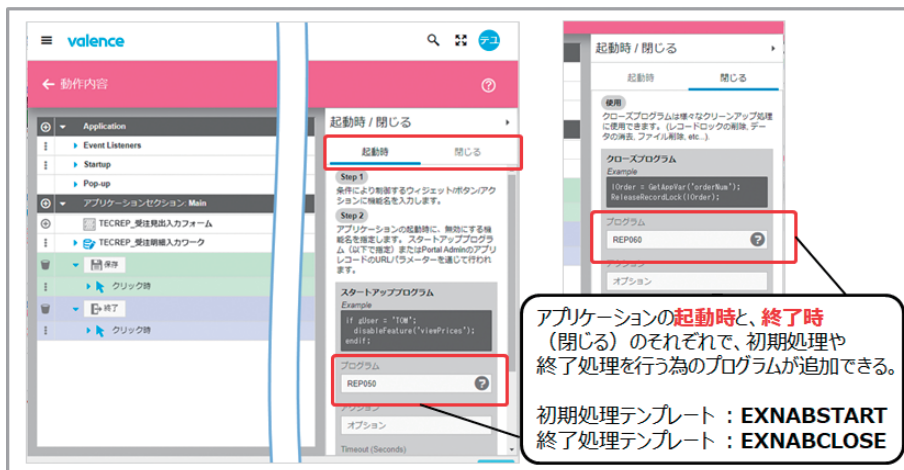 valence
テユ
動作内容
Application
Event Listeners
Startup
Pop-up
アプリケーションセクション: Main
TECREP_受注見出入力フォーム
TECREP_受注明細入力ワーク
保存
クリック時
終了
クリック時
起動時 / 閉じる
起動時
閉じる
Step 1
条件により制御するウィジェット/ボタン/アク
ションに機能名を入力します。
Step 2
アプリケーションの起動時に、無効にする機
能名を指定します。 スタートアッププログラ
ム（以下で指定）またはPortal Adminのアプリ
レコードのURLパラメーターを通じて行われ
ます。
スタートアッププログラム
Example
if gUser = 'TOM';
disableFeature('viewPrices');
endif;
プログラム
REP050
?
アクション
オプション
Timeout (Seconds)
起動時 / 閉じる
起動時
閉じる
使用
クローズプログラムは様々なクリーンアップ処理
に使用できます。(レコードロックの削除, デー
タの消去, ファイル削除, etc...).
クローズプログラム
Example
lOrder = GetAppVar('orderNum');
ReleaseRecordLock(lOrder);
プログラム
REP060
?
アクション
オプション
アプリケーションの起動時と、終了時
（閉じる）のそれぞれで、初期処理や
終了処理を行う為のプログラムが追加できる。
初期処理テンプレート：EXNABSTART
終了処理テンプレート：EXNABCLOSE